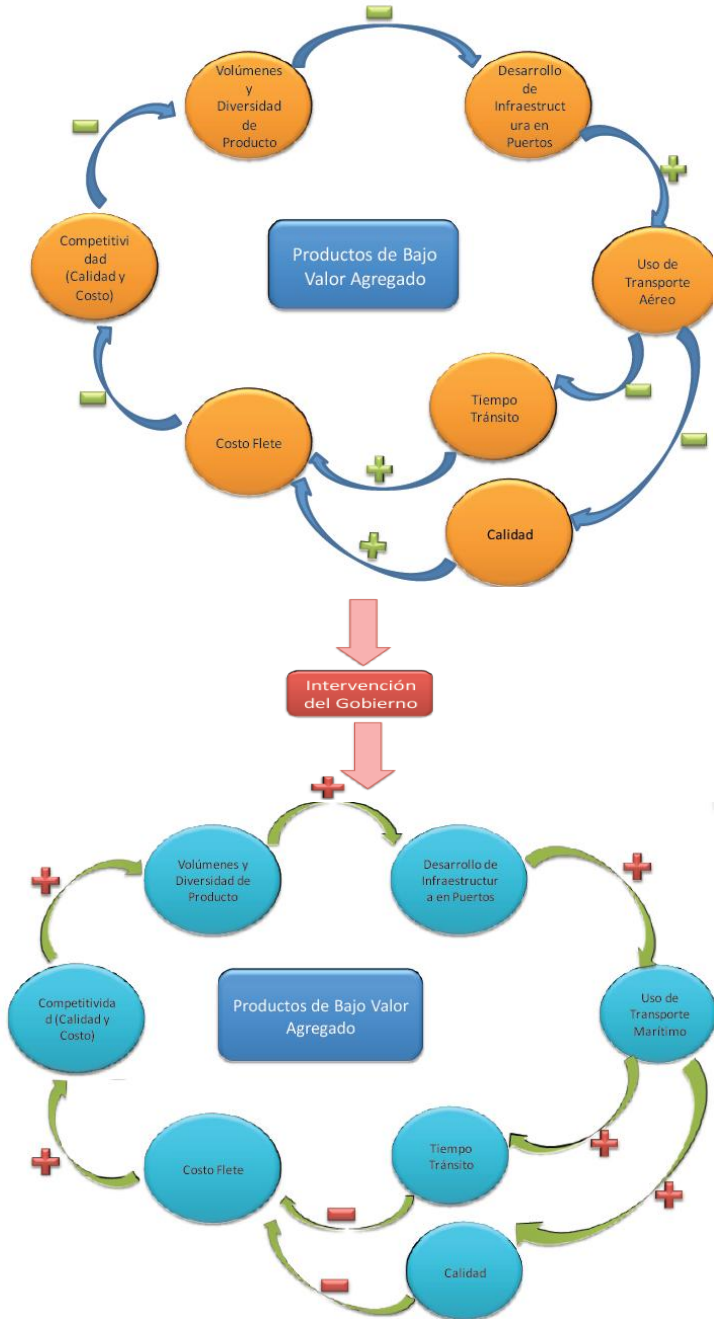 Volúmenes
y
Diversidad
de
Producto
Desarrollo
de
Infraestruct
ura en
Puertos
Competitivi
dad
(Calidad y
Costo)
Productos de Bajo
Valor Agregado
Uso de
Transporte
Aéreo
Tiempo
Tránsito
Costo Flete
Calidad
Intervención
del Gobierno
Volúmenes y
Diversidad de
Producto
Desarrollo de
Infraestructur
a en Puertos
Competitivida
d (Calidad y
Costo)
Productos de Bajo Valor
Agregado
Uso de
Transporte
Marítimo
Tiempo
Tránsito
Costo Flete
Calidad